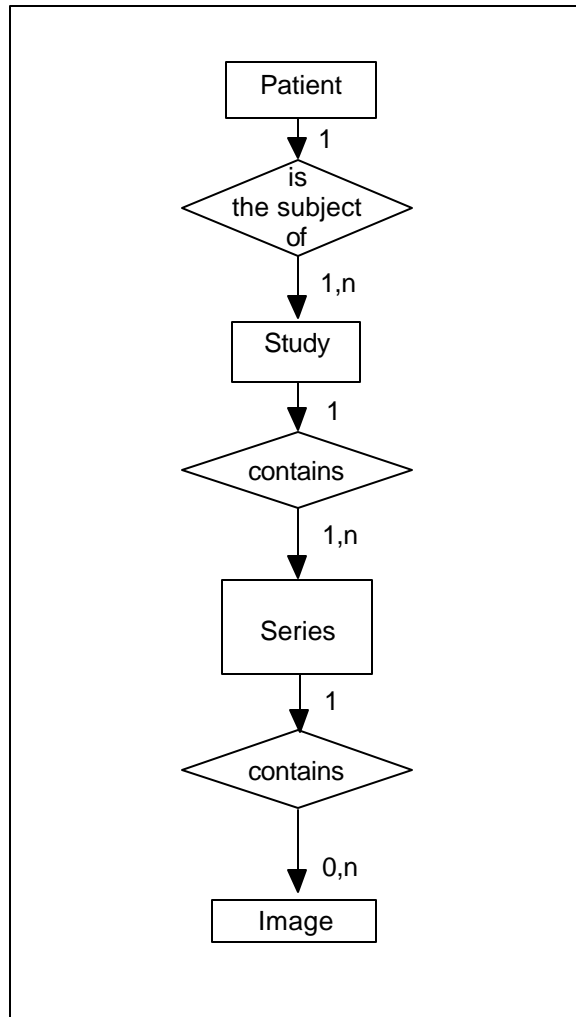 Patient
1
is
the subject
of
1,n
Study
1
contains
1,n
Series
1
contains
0,n
Image